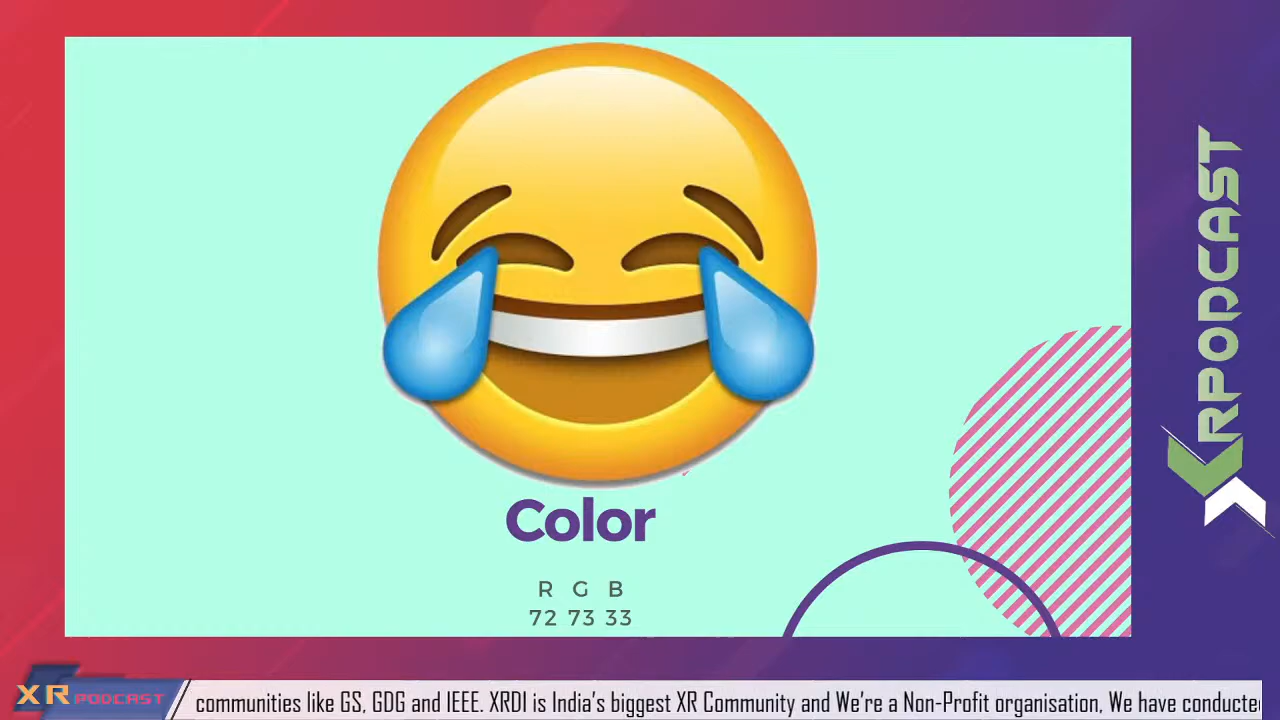 Color
R G B
72 73 33
XRPODCAST
XR PODCAST
communities like GS, GDG and IEEE. XRDI is India's biggest XR Community and We're a Non-Profit organisation, We have conducte